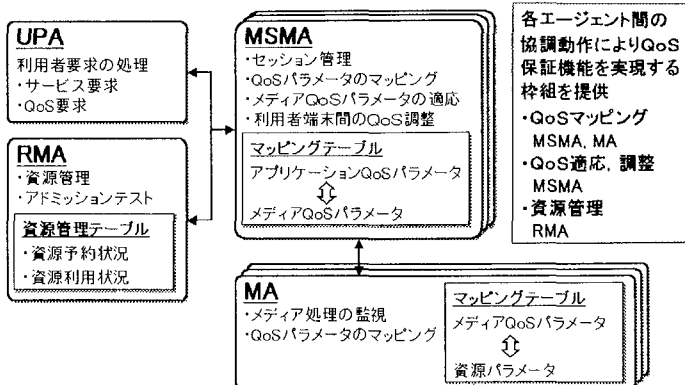 UPA
利用者要求の処理
・サービス要求
・QoS要求
RMA
・資源管理
・アドミッションテスト
資源管理テーブル
・資源予約状況
・資源利用状況
MSMA
・セッション管理
・QoSパラメータのマッピング
・メディアQoSパラメータの適応
・利用者端末間のQoS調整
マッピングテーブル
アプリケーションQoSパラメータ
メディアQoSパラメータ
MA
・メディア処理の監視
・QoSパラメータのマッピング
マッピングテーブル
メディアQoSパラメータ
資源パラメータ
各エージェント間の
協調動作によりQoS
保証機能を実現する
枠組を提供
・QoSマッピング
MSMA, MA
・QoS適応, 調整
MSMA
・資源管理
RMA